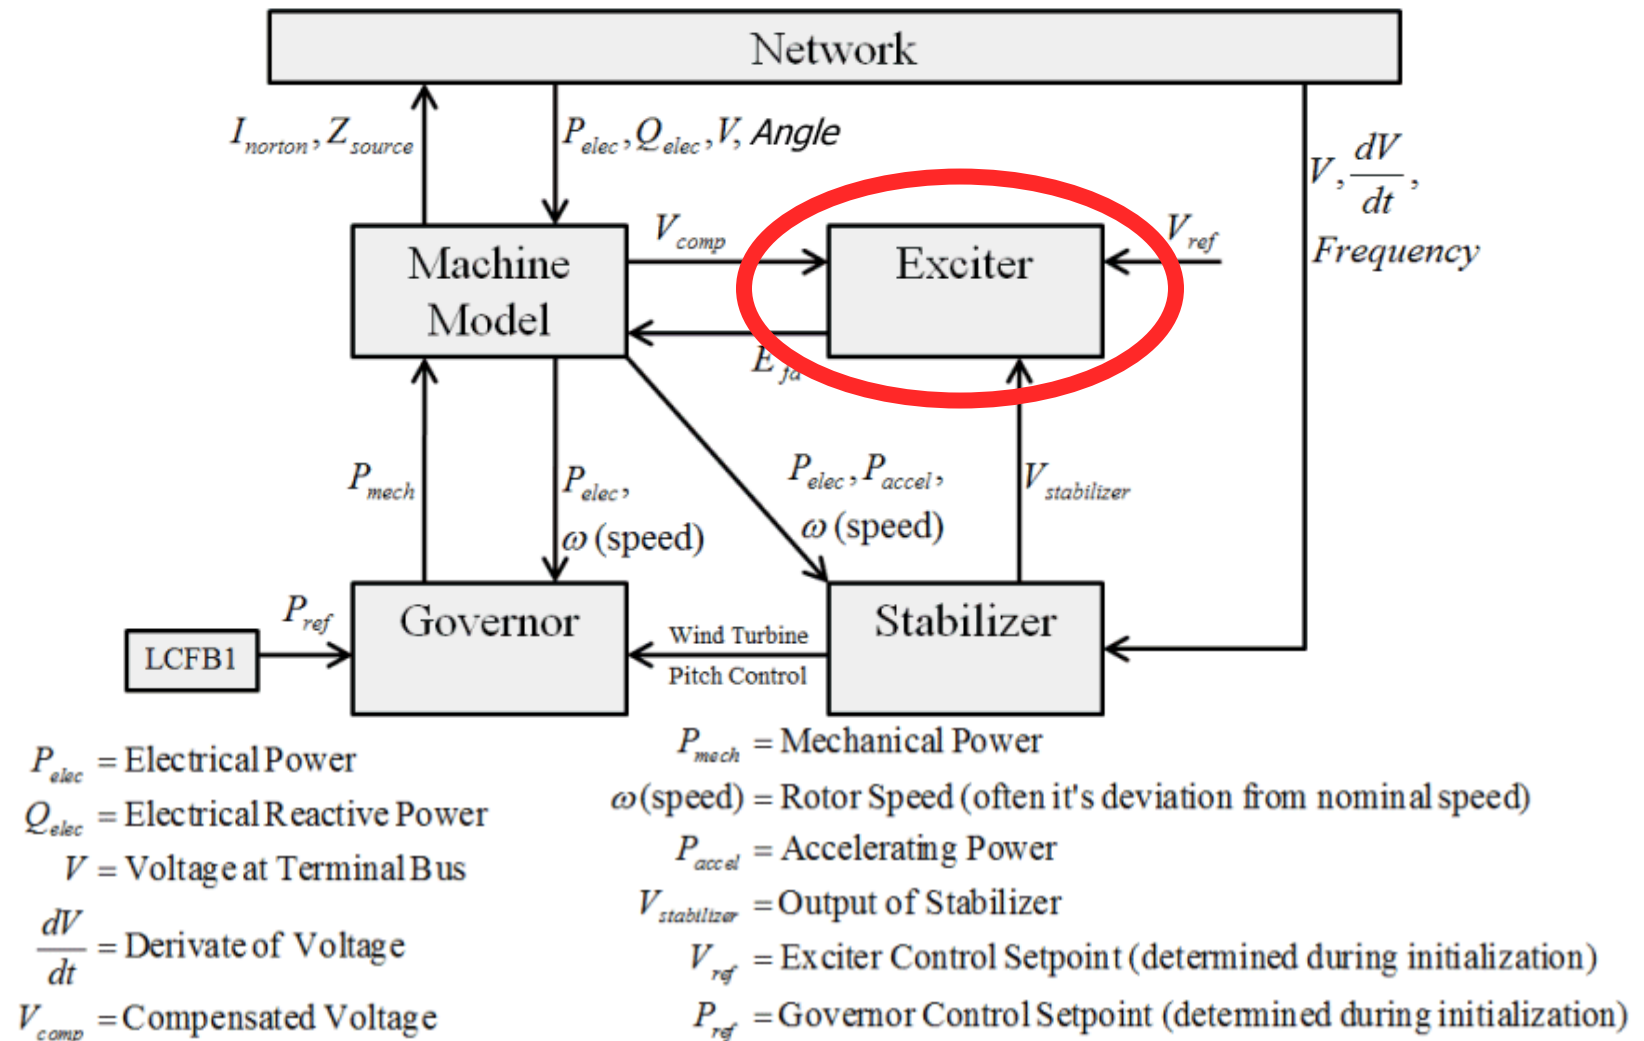 Network
I_norton, Z_source
P_elec, Q_elec, V, Angle
V, dV/dt,
Frequency
Machine
Model
V_comp
Exciter
V_ref
E_fd
P_mech
P_elec,
ω (speed)
P_elec, P_accel,
ω (speed)
V_stabilizer
LCFB1
P_ref
Governor
Wind Turbine
Pitch Control
Stabilizer
P_elec = Electrical Power
Q_elec = Electrical Reactive Power
V = Voltage at Terminal Bus
dV/dt = Derivate of Voltage
V_comp = Compensated Voltage
P_mech = Mechanical Power
ω (speed) = Rotor Speed (often it's deviation from nominal speed)
P_accel = Accelerating Power
V_stabilizer = Output of Stabilizer
V_ref = Exciter Control Setpoint (determined during initialization)
P_ref = Governor Control Setpoint (determined during initialization)